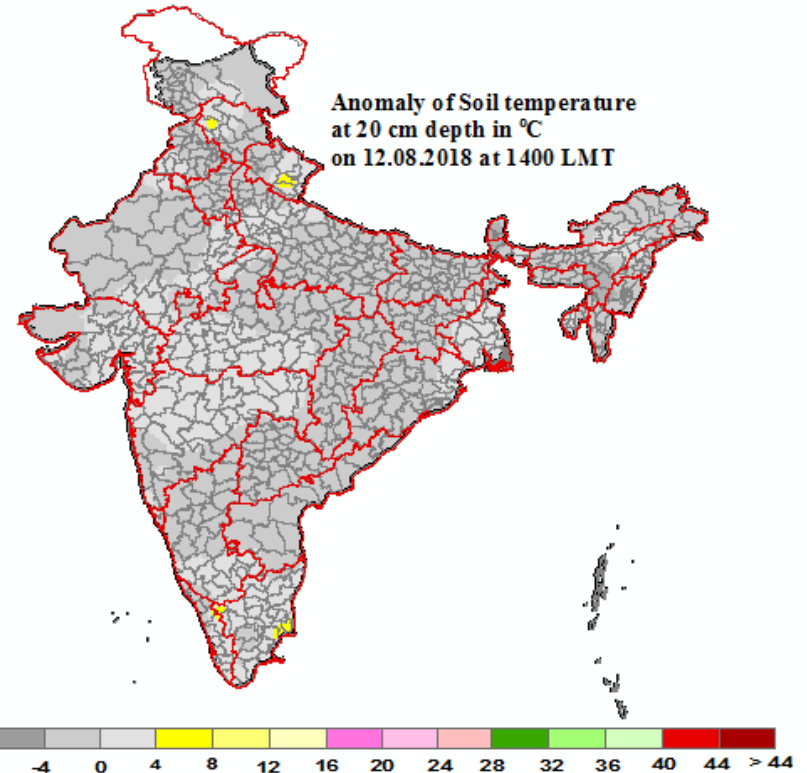 Anomaly of Soil temperature
at 20 cm depth in ⁰C
on 12.08.2018 at 1400 LMT
-4 0 4 8 12 16 20 24 28 32 36 40 44 > 44